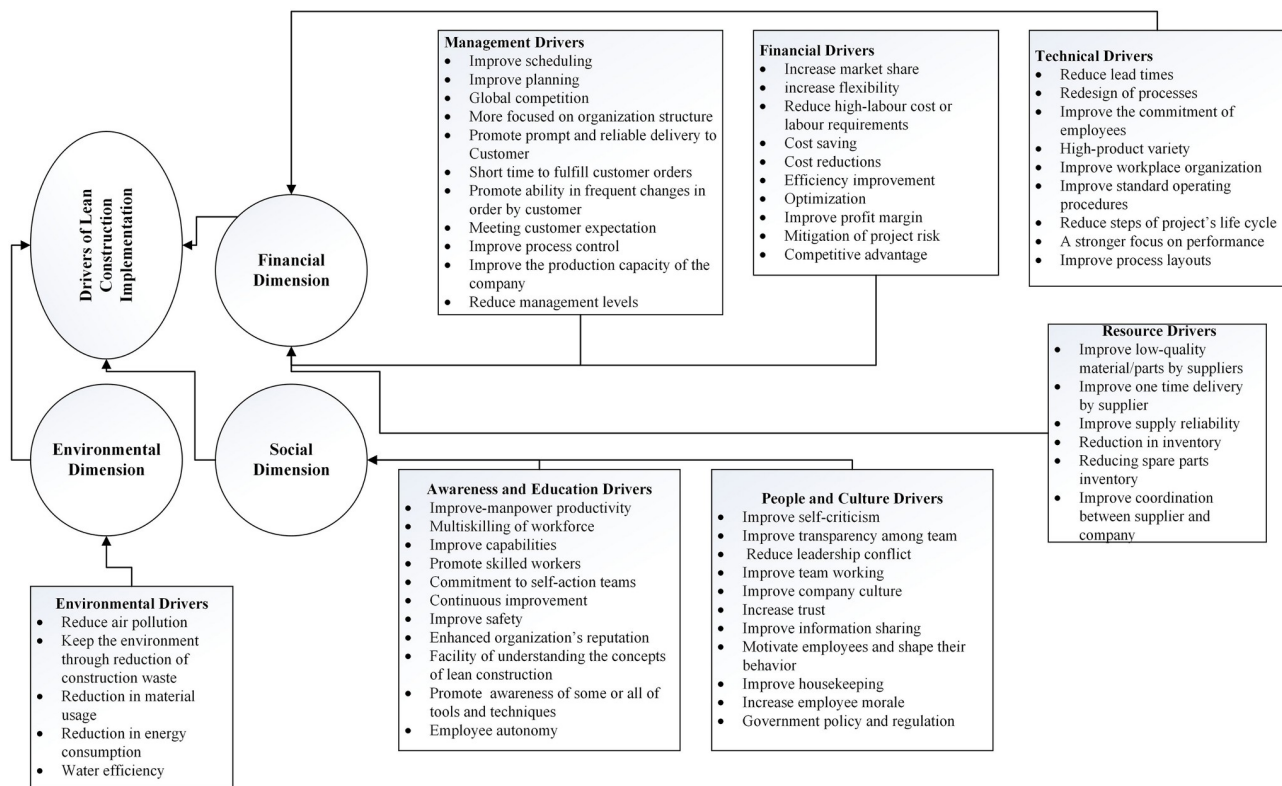 Management Drivers
Improve scheduling
Improve planning
Global competition
More focused on organization structure
Promote prompt and reliable delivery to
Customer
Short time to fulfill customer orders
Promote ability in frequent changes in
order by customer
Meeting customer expectation
Improve process control
Improve the production capacity of the
company
Reduce management levels
Financial Drivers
Increase market share
increase flexibility
Reduce high-labour cost or
labour requirements
Cost saving
Cost reductions
Efficiency improvement
Optimization
Improve profit margin
Mitigation of project risk
Competitive advantage
Technical Drivers
Reduce lead times
Redesign of processes
Improve the commitment of
employees
High-product variety
Improve workplace organization
Improve standard operating
procedures
Reduce steps of project’s life cycle
A stronger focus on performance
Improve process layouts
Drivers of Lean
Construction
Implementation
Financial
Dimension
Resource Drivers
Improve low-quality
material/parts by suppliers
Improve one time delivery
by supplier
Improve supply reliability
Reduction in inventory
Reducing spare parts
inventory
Improve coordination
between supplier and
company
Environmental
Dimension
Social
Dimension
Awareness and Education Drivers
Improve-manpower productivity
Multiskilling of workforce
Improve capabilities
Promote skilled workers
Commitment to self-action teams
Continuous improvement
Improve safety
Enhanced organization’s reputation
Facility of understanding the concepts
of lean construction
Promote awareness of some or all of
tools and techniques
Employee autonomy
People and Culture Drivers
Improve self-criticism
Improve transparency among team
Reduce leadership conflict
Improve team working
Improve company culture
Increase trust
Improve information sharing
Motivate employees and shape their
behavior
Improve housekeeping
Increase employee morale
Government policy and regulation
Environmental Drivers
Reduce air pollution
Keep the environment
through reduction of
construction waste
Reduction in material
usage
Reduction in energy
consumption
Water efficiency